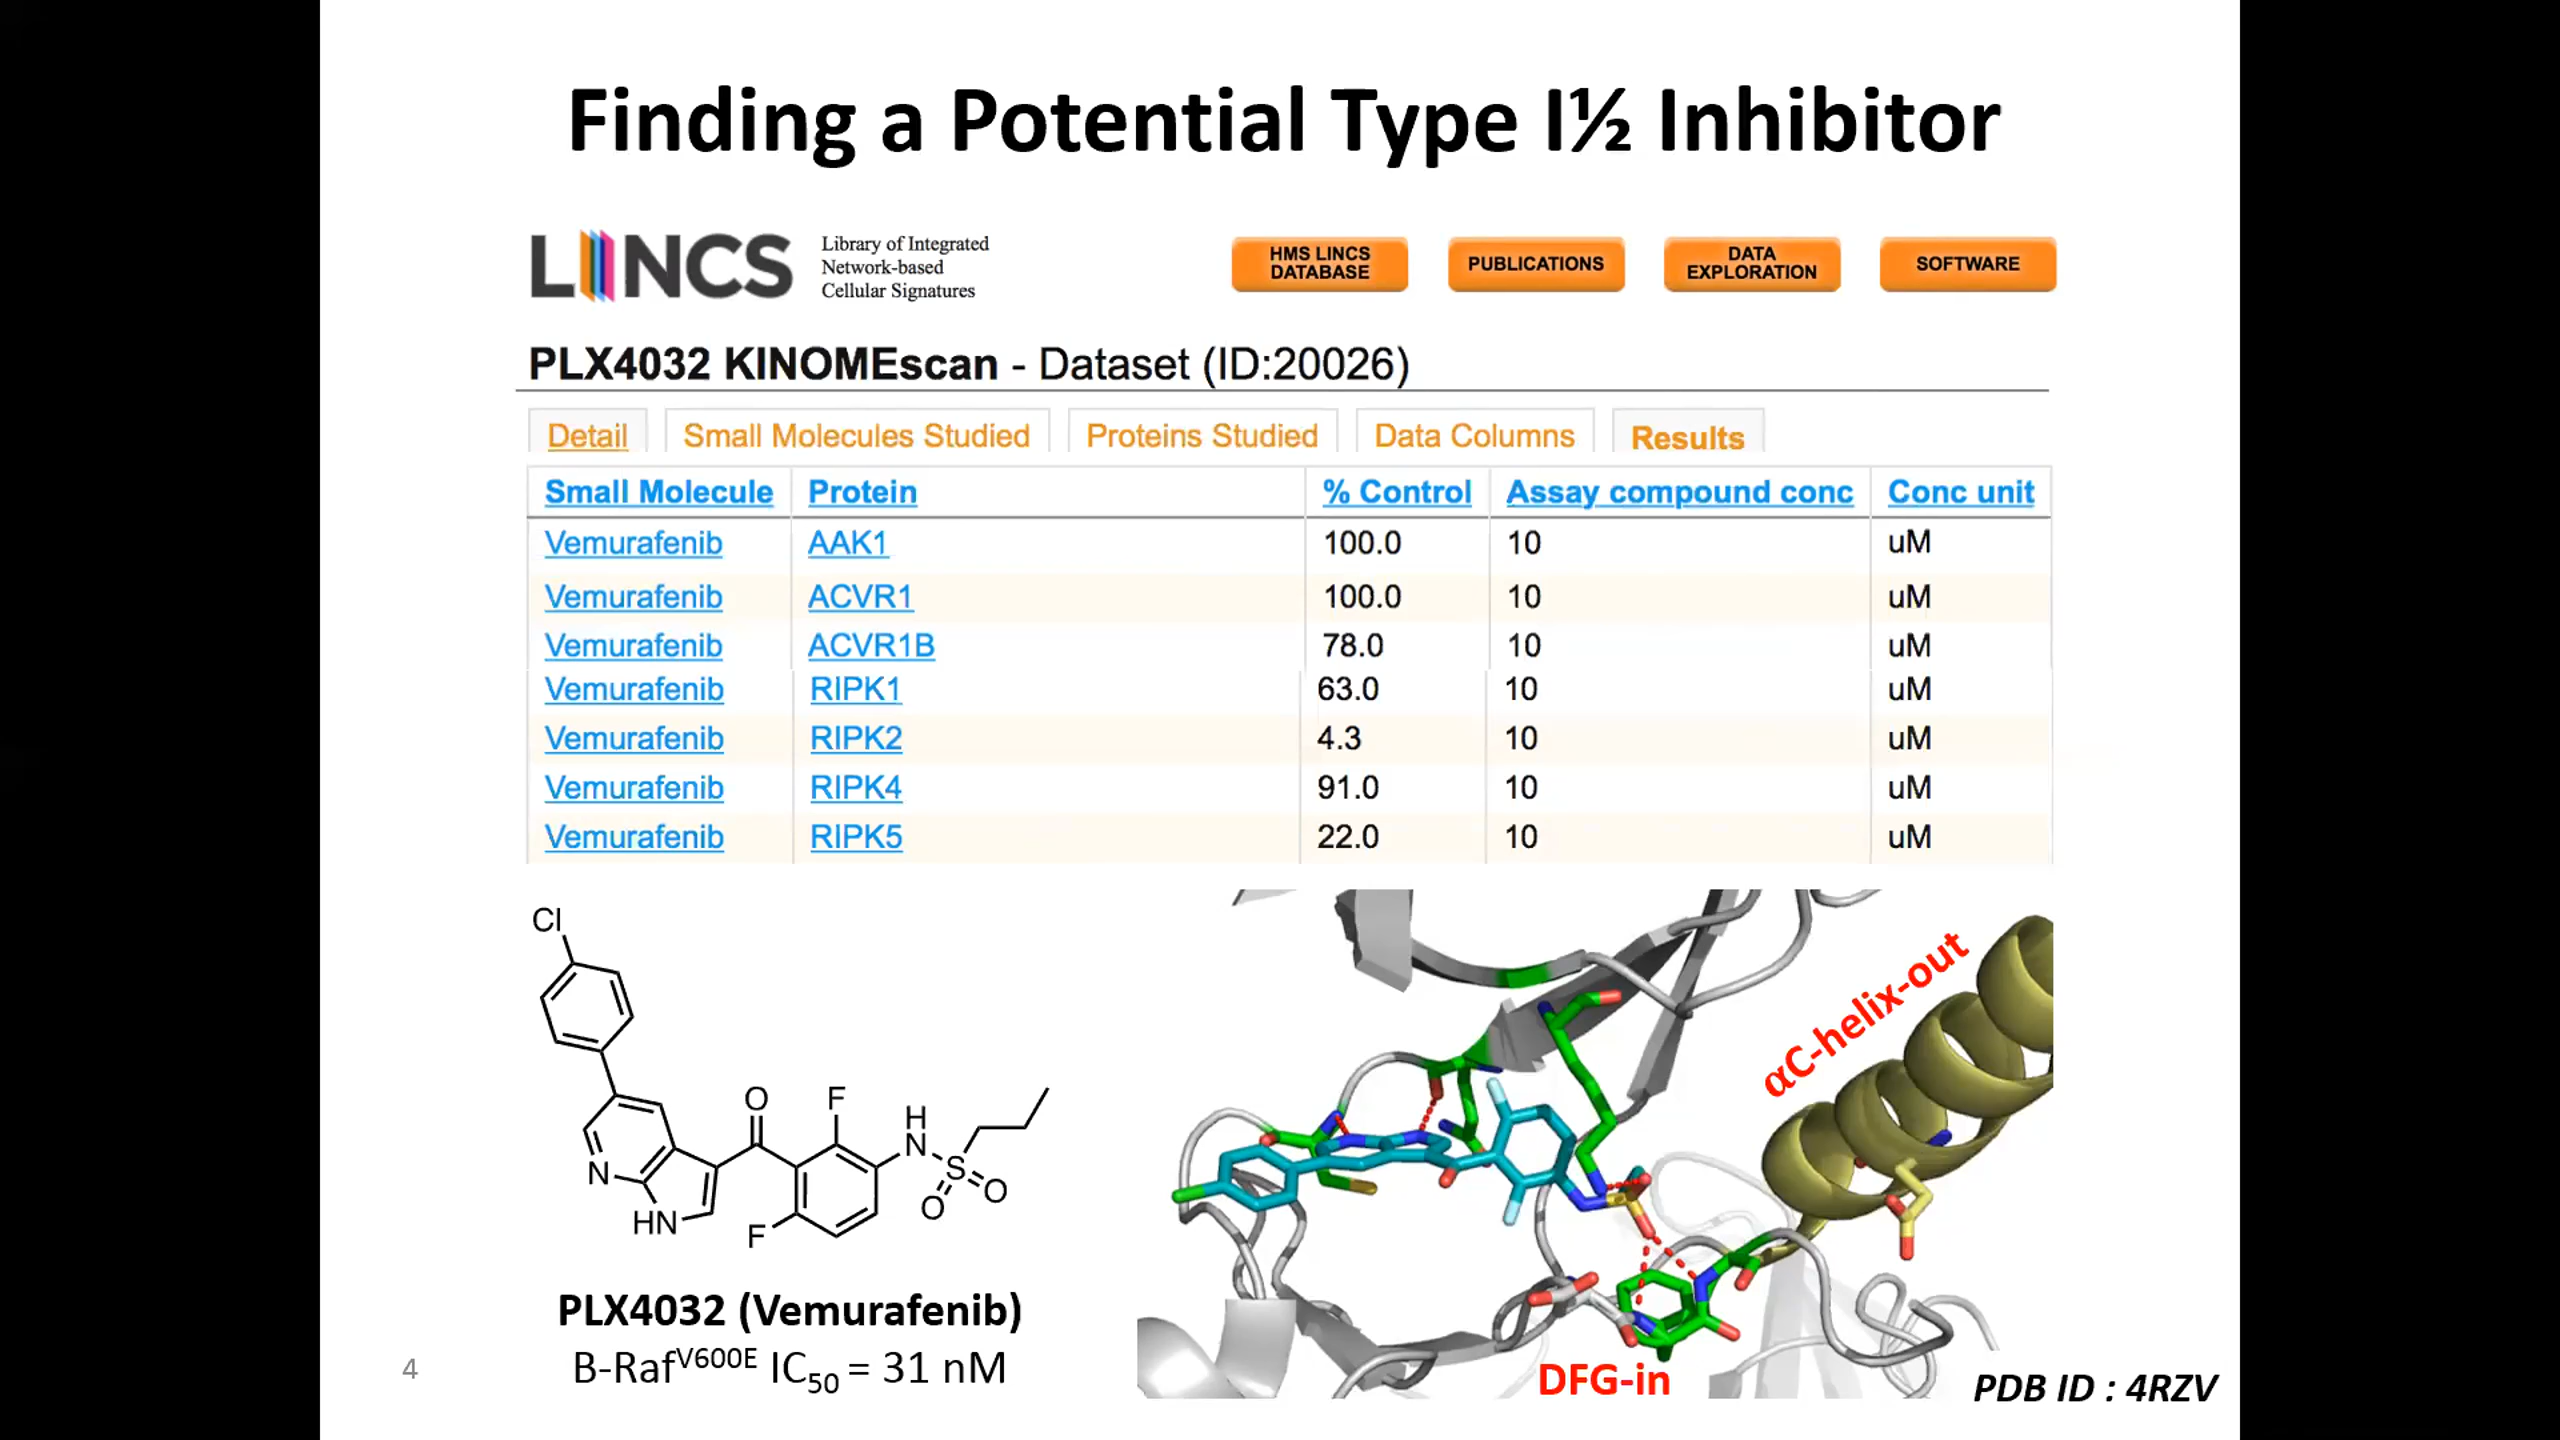 Finding a Potential Type I½ Inhibitor
LINCS
Library of Integrated
Network-based
Cellular Signatures
HMS LINCS
DATABASE
PUBLICATIONS
DATA
EXPLORATION
SOFTWARE
PLX4032 KINOMEscan - Dataset (ID:20026)
Detail Small Molecules Studied Proteins Studied Data Columns Results
Small Molecule Protein % Control Assay compound conc Conc unit
Vemurafenib AAK1 100.0 10 uM
Vemurafenib ACVR1 100.0 10 uM
Vemurafenib ACVR1B 78.0 10 uM
Vemurafenib RIPK1 63.0 10 uM
Vemurafenib RIPK2 4.3 10 uM
Vemurafenib RIPK4 91.0 10 uM
Vemurafenib RIPK5 22.0 10 uM
Cl
O
F
H
N
S
O
O
N
HN
F
PLX4032 (Vemurafenib)
B-Raf^V600E IC₅₀ = 31 nM
αC-helix-out
DFG-in
PDB ID : 4RZV
4